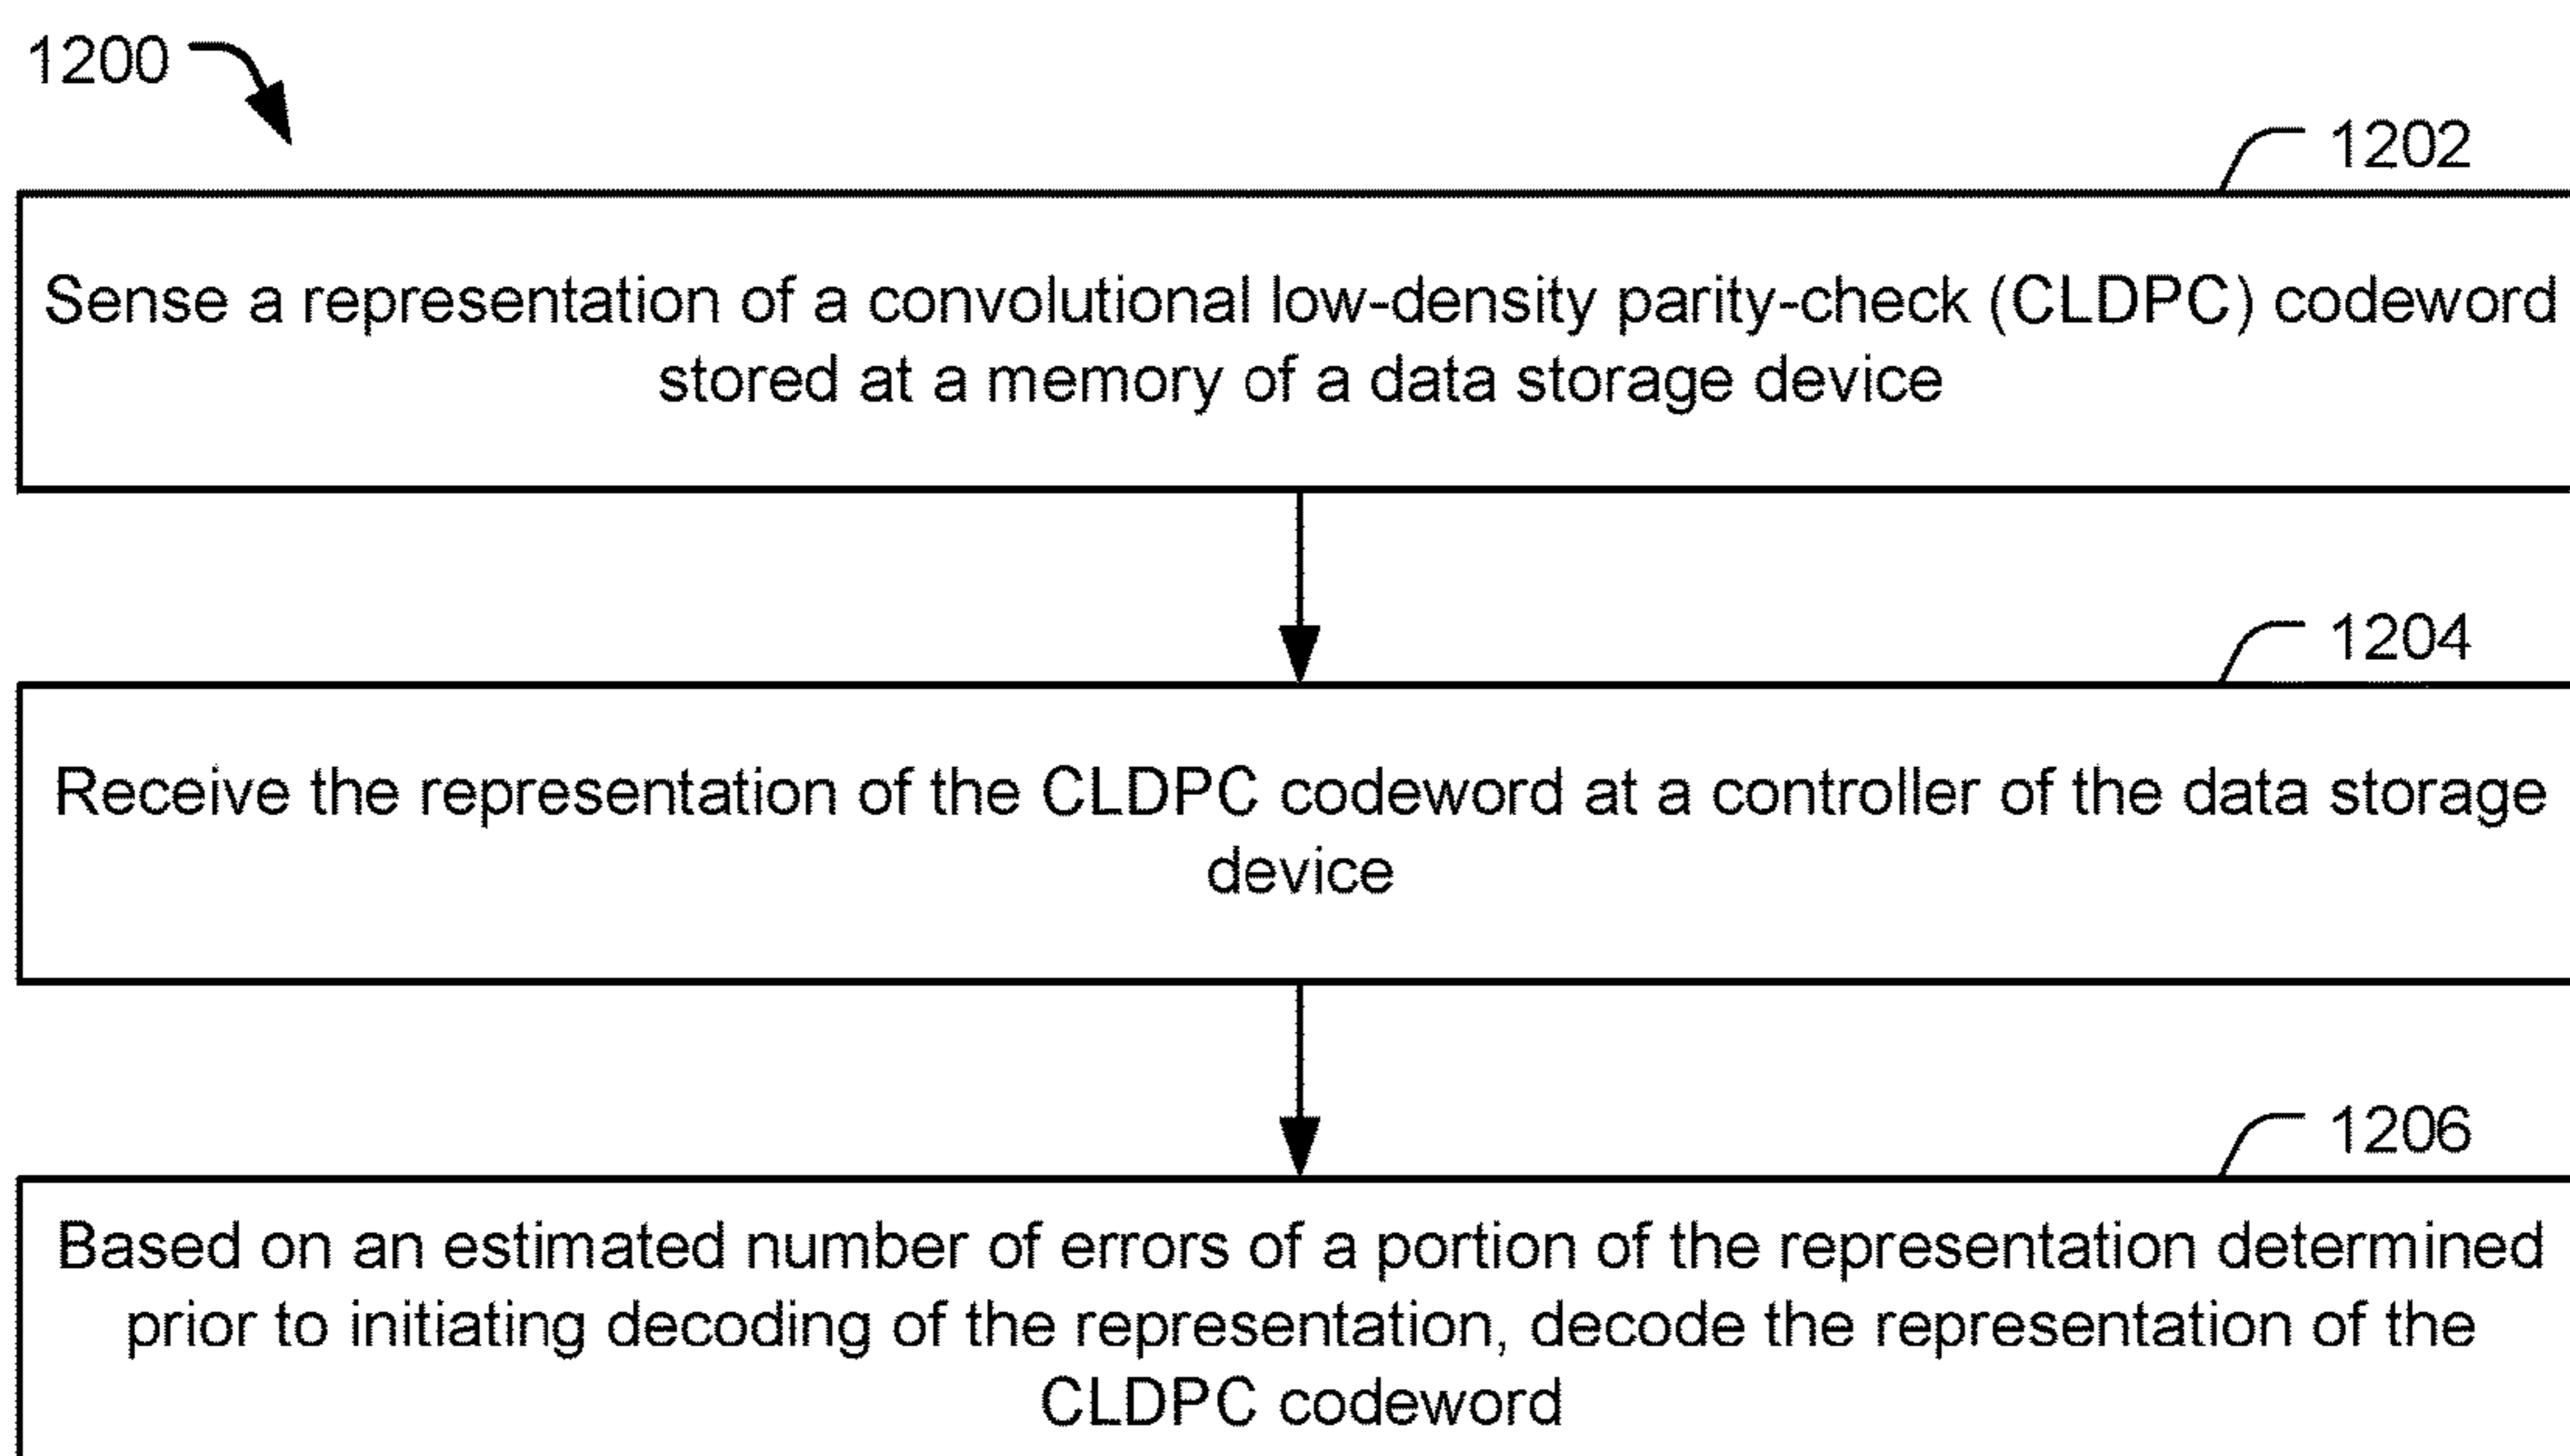 1200
1202
Sense a representation of a convolutional low-density parity-check (CLDPC) codeword
stored at a memory of a data storage device
1204
Receive the representation of the CLDPC codeword at a controller of the data storage
device
1206
Based on an estimated number of errors of a portion of the representation determined
prior to initiating decoding of the representation, decode the representation of the
CLDPC codeword